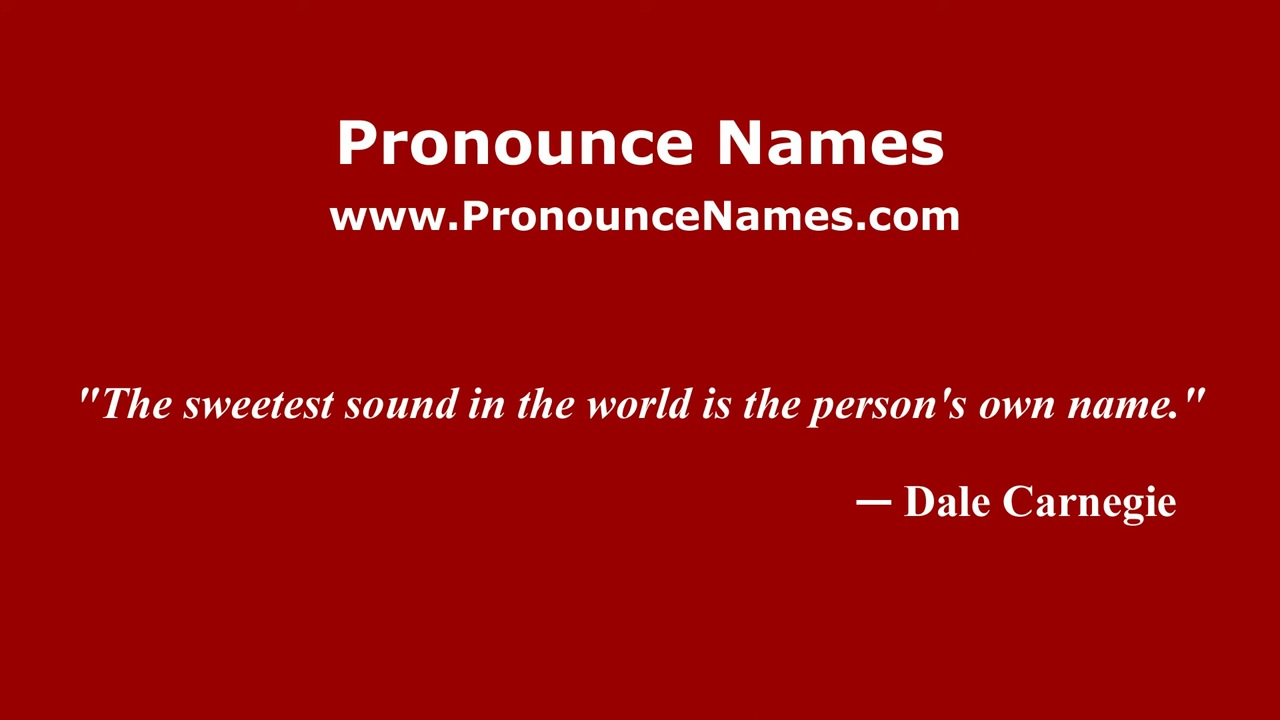 Pronounce Names
www.PronounceNames.com
"The sweetest sound in the world is the person's own name."
— Dale Carnegie